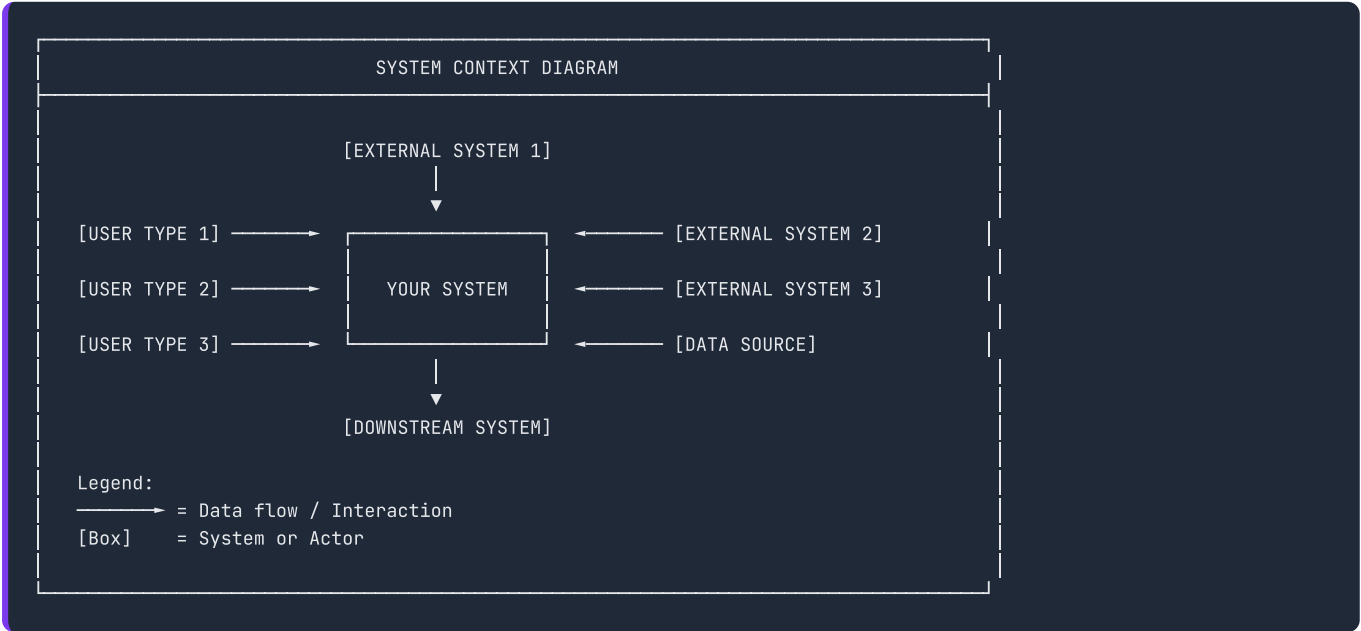 SYSTEM CONTEXT DIAGRAM
[EXTERNAL SYSTEM 1]
[USER TYPE 1] [EXTERNAL SYSTEM 2]
[USER TYPE 2] YOUR SYSTEM [EXTERNAL SYSTEM 3]
[USER TYPE 3] [DATA SOURCE]
[DOWNSTREAM SYSTEM]
Legend:
= Data flow / Interaction
[Box] = System or Actor